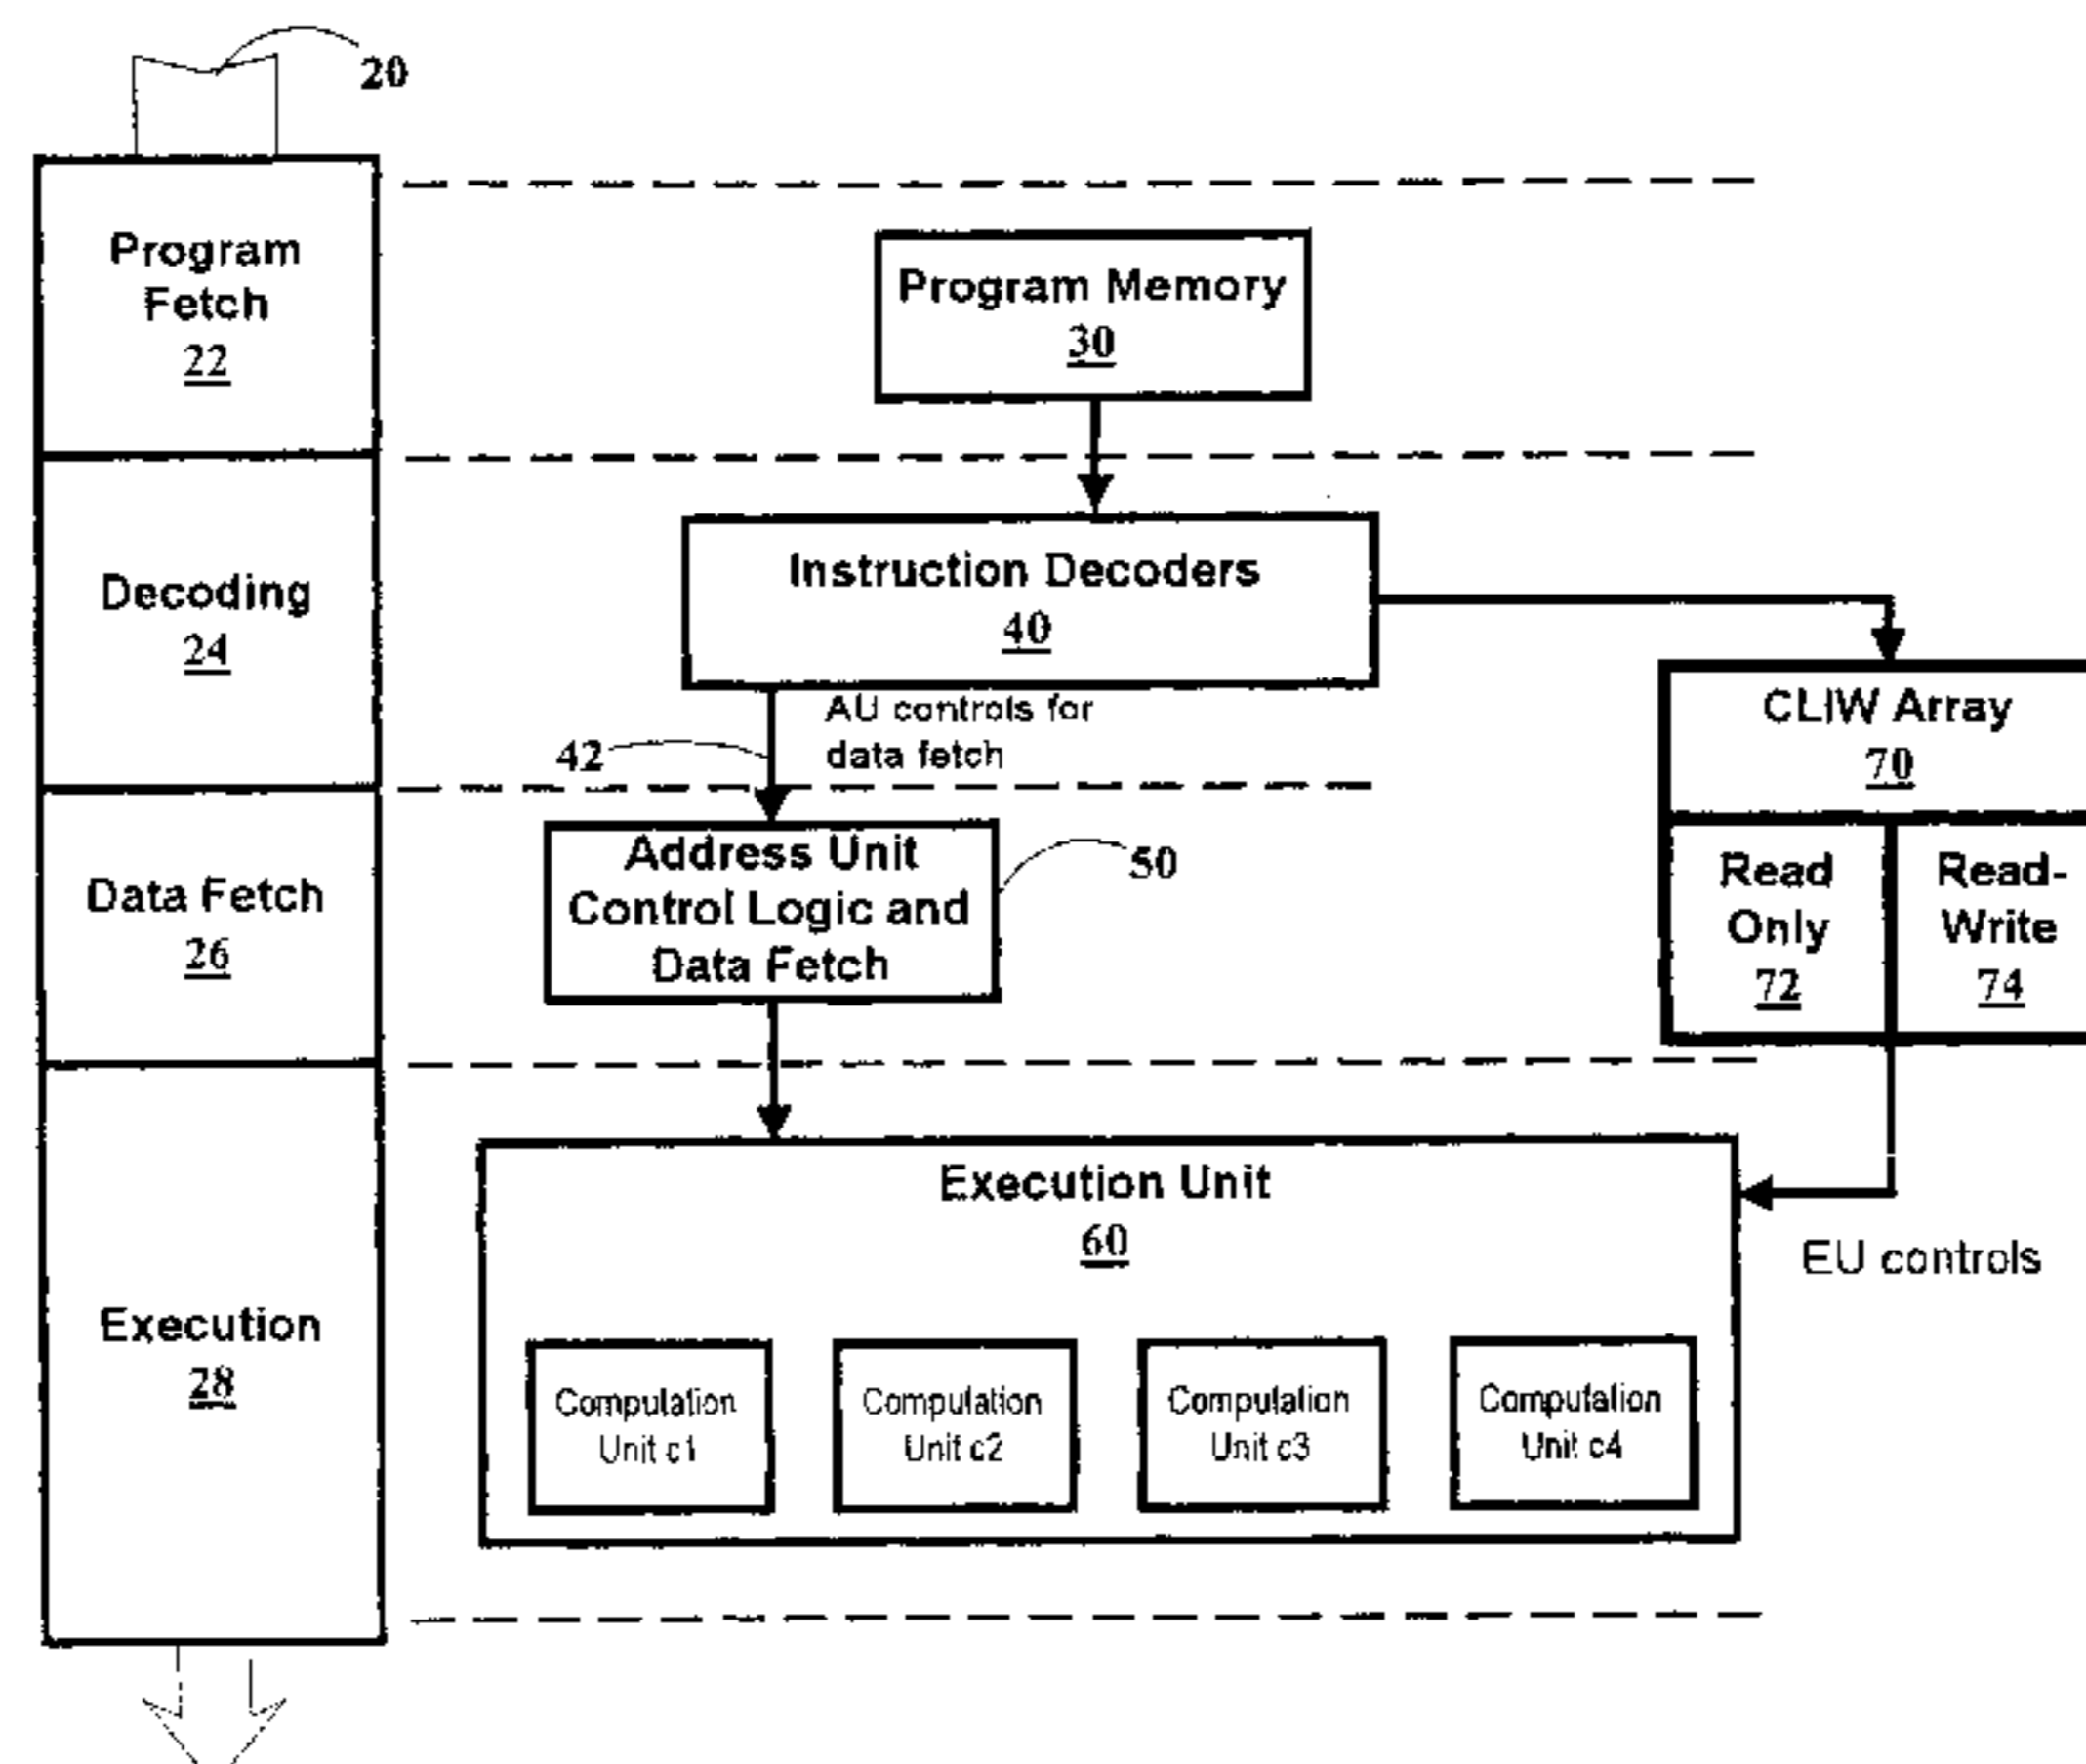 20
Program
Fetch
22
Program Memory
30
Decoding
24
Instruction Decoders
40
AU controls for
data fetch
42
CLIW Array
70
Read
Only
72
Read-
Write
74
Data Fetch
26
Address Unit
Control Logic and
Data Fetch
50
Execution
28
Execution Unit
60
EU controls
Computation
Unit c1
Computation
Unit c2
Computation
Unit c3
Computation
Unit c4